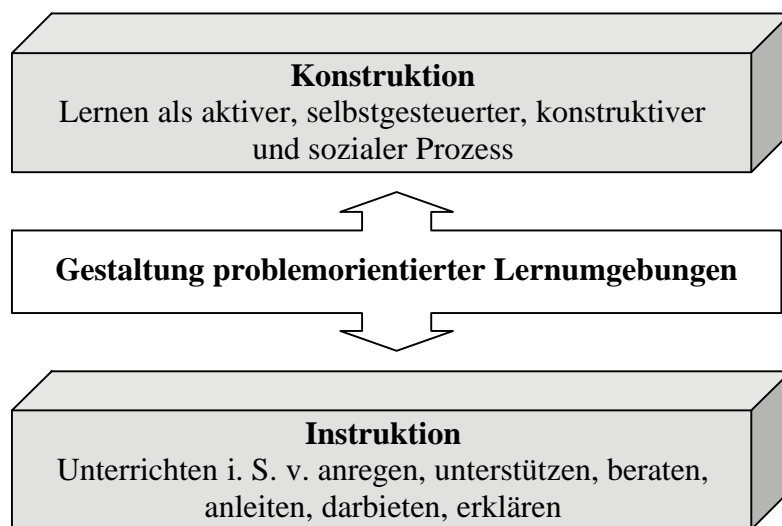 Konstruktion
Lernen als aktiver, selbstgesteuerter, konstruktiver
und sozialer Prozess
Gestaltung problemorientierter Lernumgebungen
Instruktion
Unterrichten i. S. v. anregen, unterstützen, beraten,
anleiten, darbieten, erklären